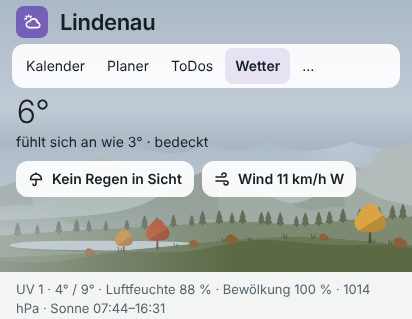 Lindenau
Kalender Planer ToDos Wetter ...
6°
fühlt sich an wie 3° · bedeckt
Kein Regen in Sicht Wind 11 km/h W
UV 1 · 4° / 9° · Luftfeuchte 88 % · Bewölkung 100 % · 1014
hPa · Sonne 07:44–16:31